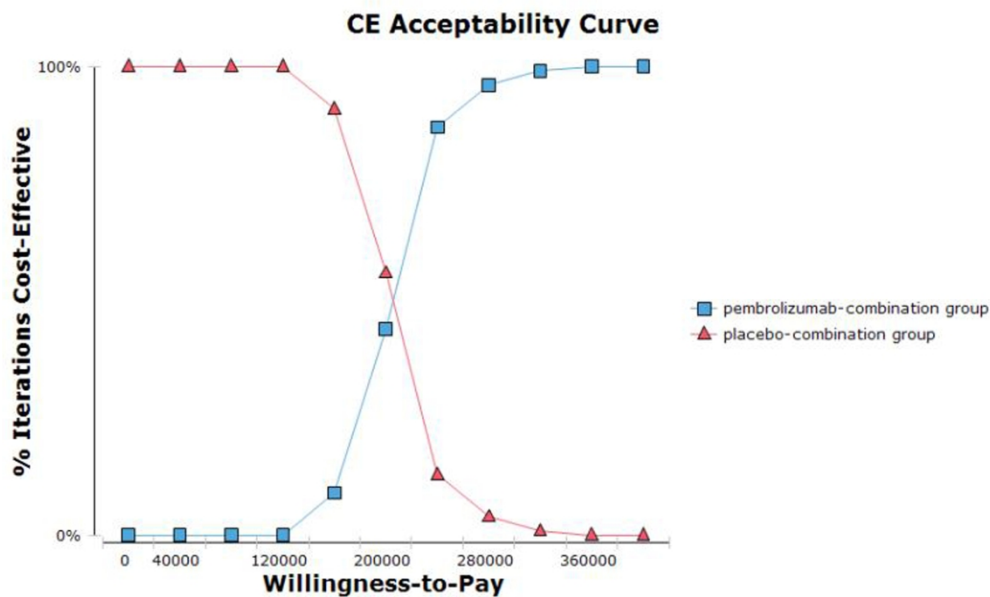 CE Acceptability Curve
100%
% Iterations Cost-Effective
0%
0 40000 120000 200000 280000 360000
Willingness-to-Pay
pembrolizumab-combination group
placebo-combination group